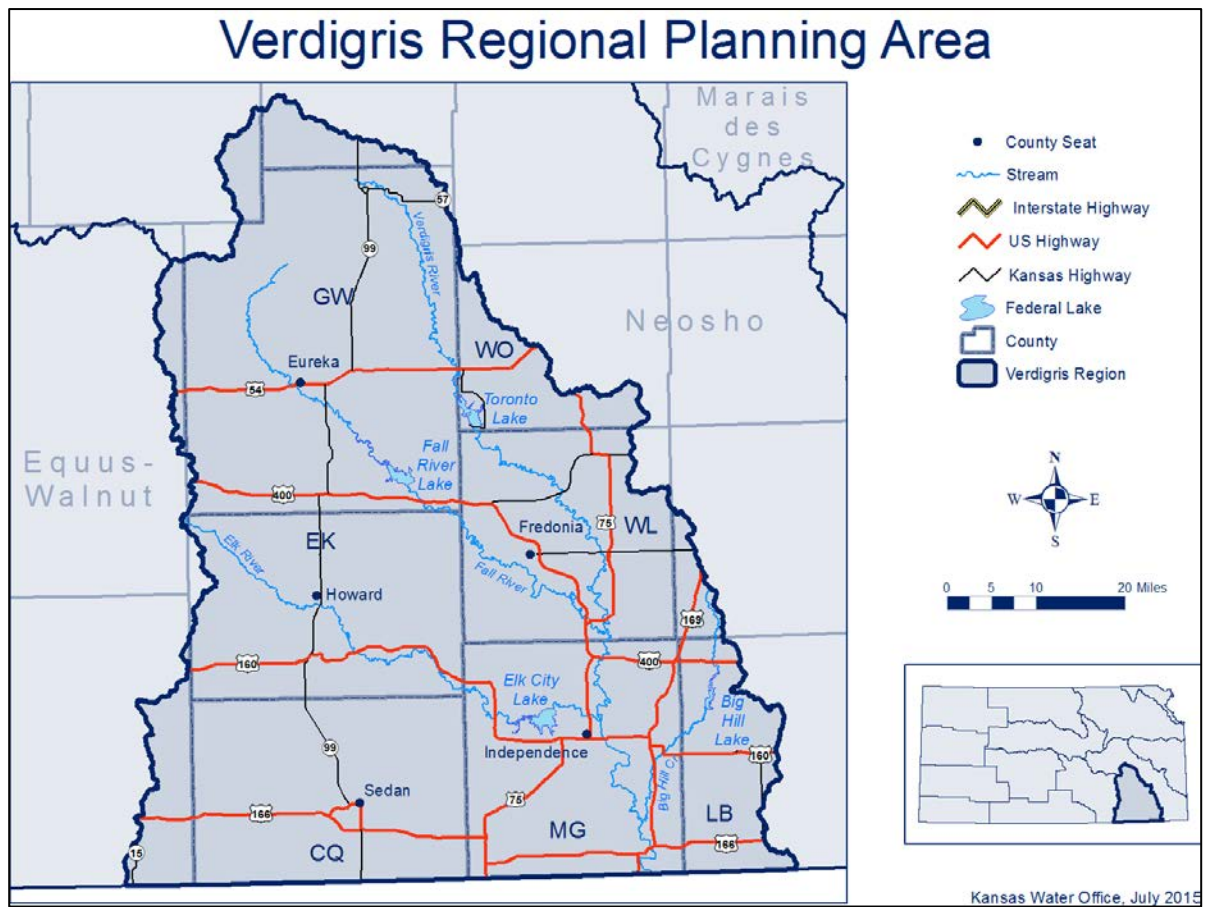 Verdigris Regional Planning Area
Marais
des
Cygnes
57
Verdigris River
99
GW
Neosho
WO
Eureka
54
Toronto
Lake
Fall
River
Lake
Equus-
Walnut
400
75
Fredonia
WL
EK
Elk River
Fall River
Howard
169
160
400
Elk City
Lake
Big
Hill
Lake
99
Independence
160
Big Hill C
75
Sedan
166
LB
MG
166
CQ
15
County Seat
Stream
Interstate Highway
US Highway
Kansas Highway
Federal Lake
County
Verdigris Region
N
W E
S
0 5 10 20 Miles
Kansas Water Office, July 2015